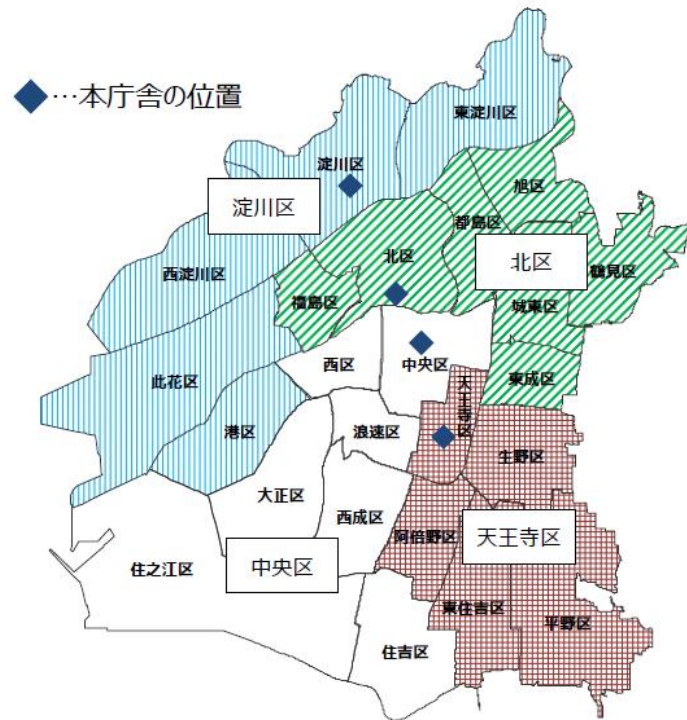 ◆…本庁舎の位置
東淀川区
淀川区
淀川区
旭区
都島区
北区
北区
鶴見区
西淀川区
福島区
城東区
中央区
西区
東成区
此花区
天王寺区
港区
浪速区
生野区
大正区
西成区
阿倍野区
天王寺区
中央区
住之江区
東住吉区
平野区
住吉区